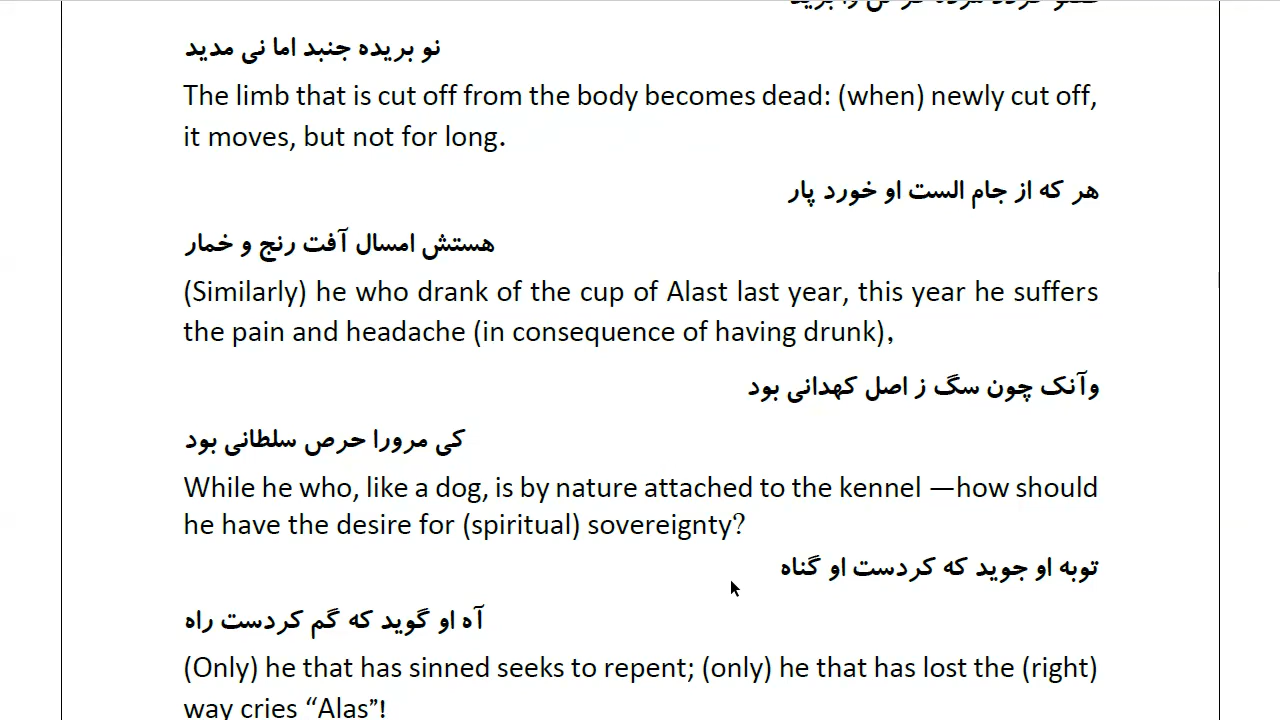 نو بریده جنبد اما نی مدید
The limb that is cut off from the body becomes dead: (when) newly cut off,
it moves, but not for long.
هر که از جام الست او خورد پار
هستش امسال آفت رنج و خمار
(Similarly) he who drank of the cup of Alast last year, this year he suffers
the pain and headache (in consequence of having drunk),
وآنک چون سگ ز اصل کهدانی بود
کی مرورا حرص سلطانی بود
While he who, like a dog, is by nature attached to the kennel —how should
he have the desire for (spiritual) sovereignty?
توبه او جوید که کردست او گناه
آه او گوید که گم کردست راه
(Only) he that has sinned seeks to repent; (only) he that has lost the (right)
way cries “Alas”!